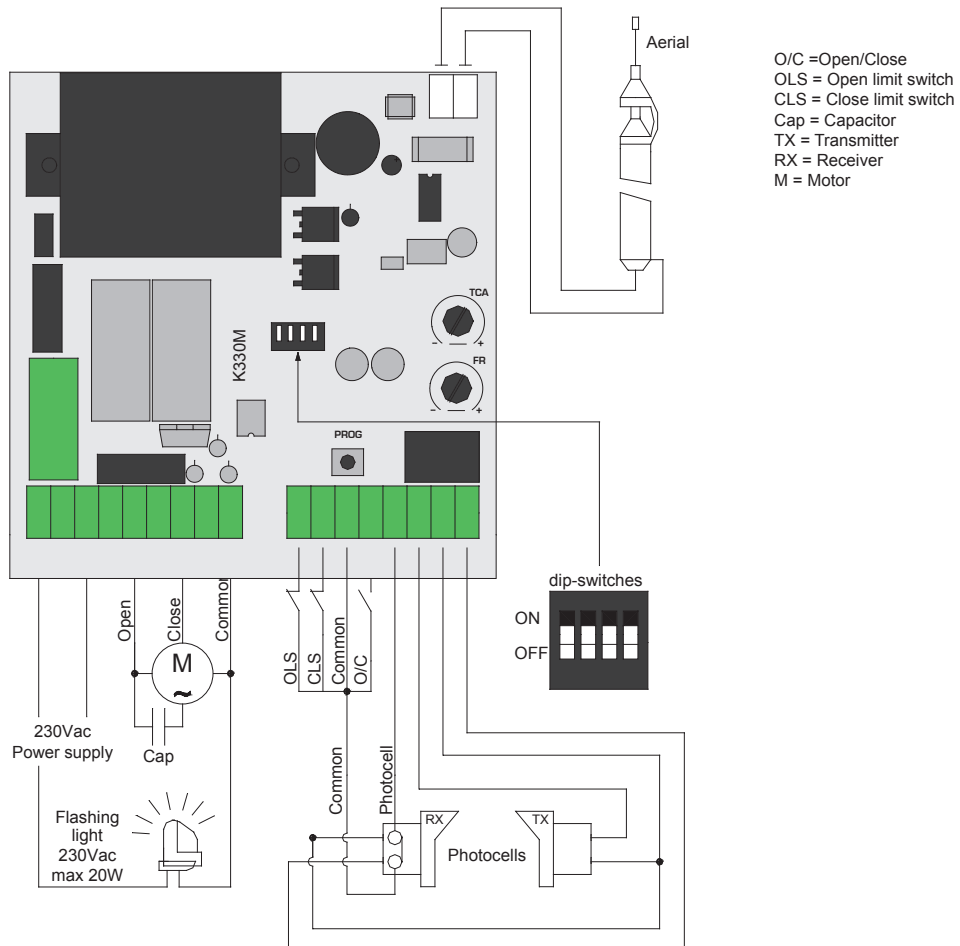 Aerial
O/C =Open/Close
OLS = Open limit switch
CLS = Close limit switch
Cap = Capacitor
TX = Transmitter
RX = Receiver
M = Motor
TCA
- +
K330M
FR
- +
PROG
dip-switches
ON
OFF
Open
Close
Common
M
~
OLS
CLS
Common
O/C
230Vac
Power supply
Cap
Common
Photocell
Flashing
light
230Vac
max 20W
RX
TX
Photocells